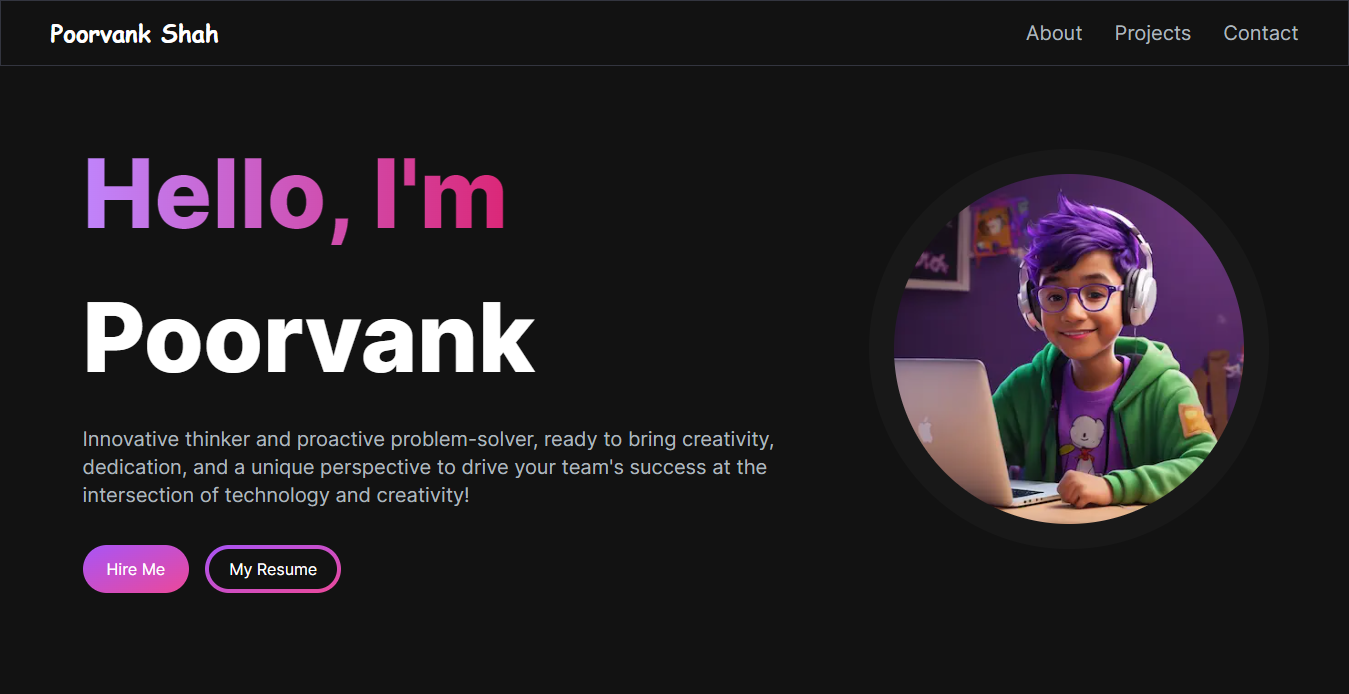 Poorvank Shah
About Projects Contact
Hello, I'm
Poorvank
Innovative thinker and proactive problem-solver, ready to bring creativity,
dedication, and a unique perspective to drive your team's success at the
intersection of technology and creativity!
Hire Me My Resume